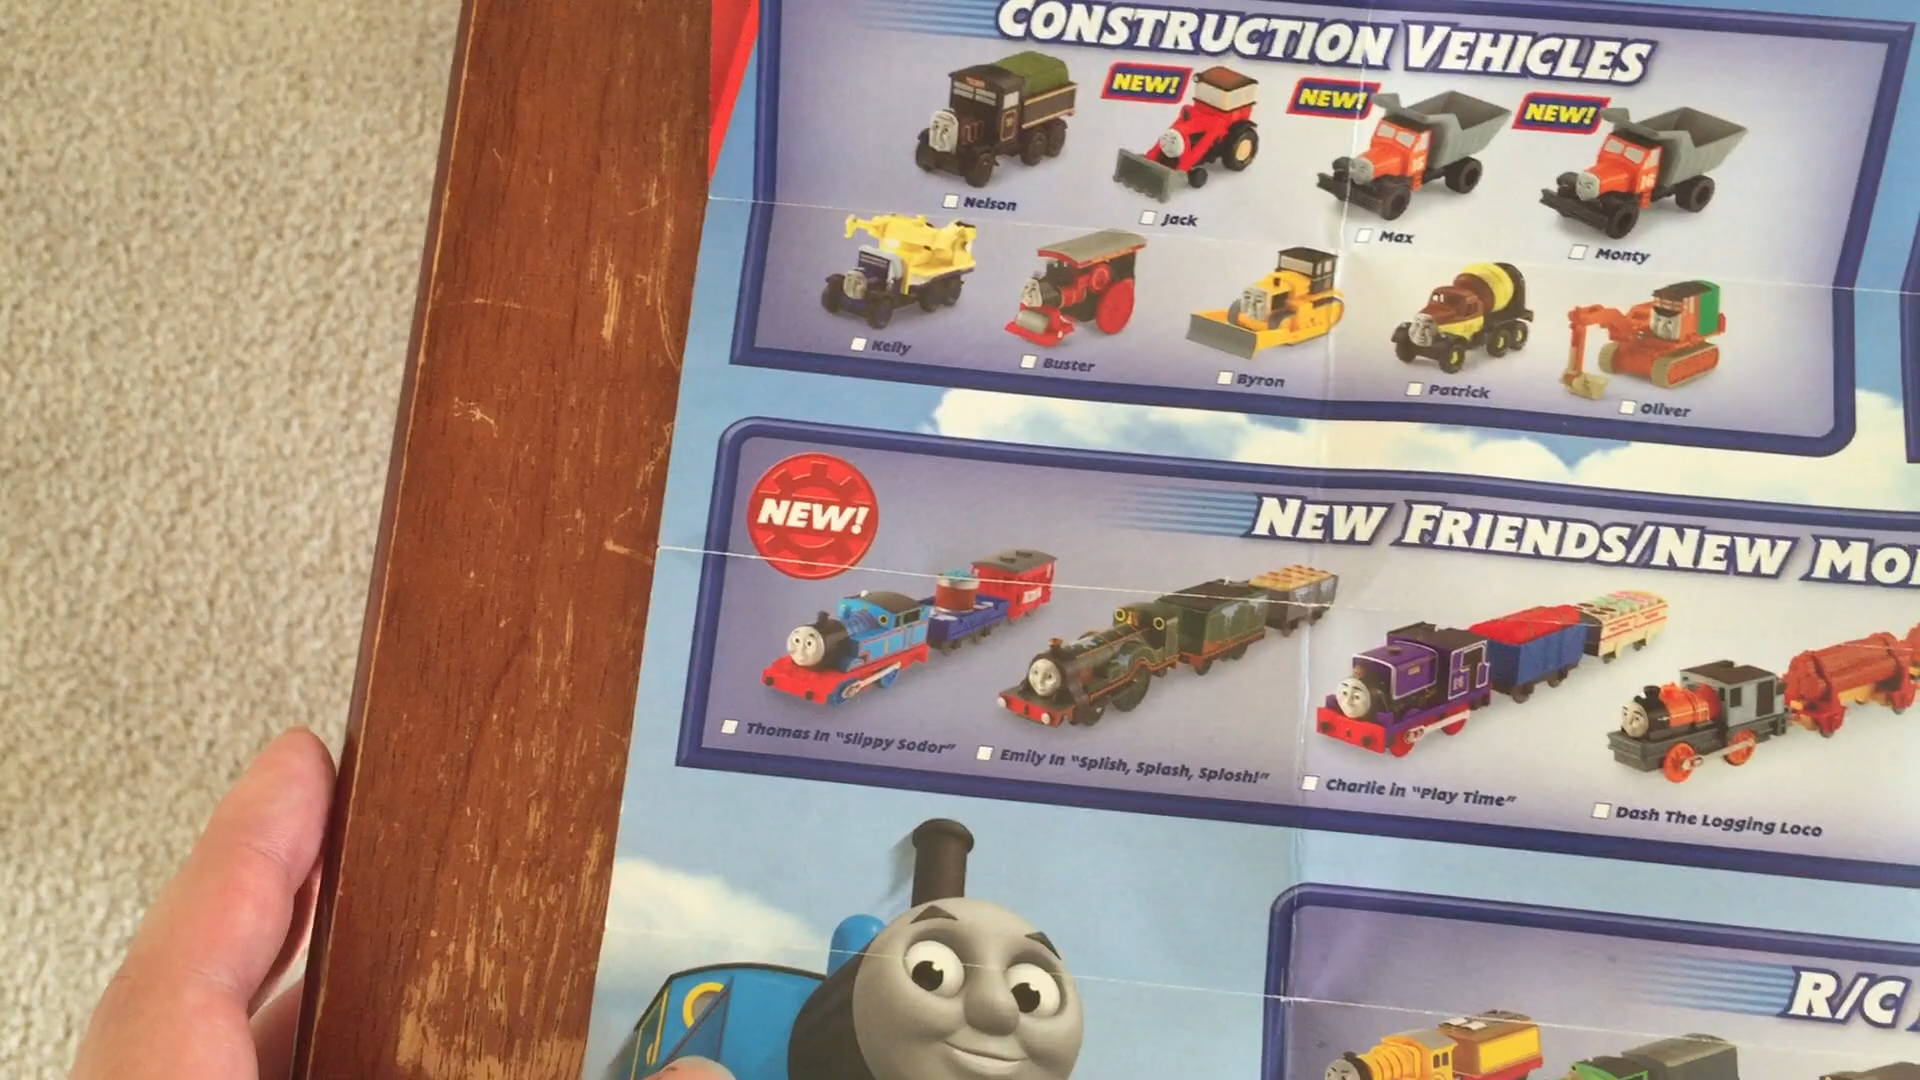 CONSTRUCTION VEHICLES
NEW!
NEW!
NEW!
Nelson
Jack
Max
Monty
Kelly
Buster
Byron
Patrick
Oliver
NEW!
NEW FRIENDS/NEW MO
Thomas In "Slippy Sodor"
Emily In "Splish, Splash, Splosh!"
Charlie in "Play Time"
Dash The Logging Loco
R/C